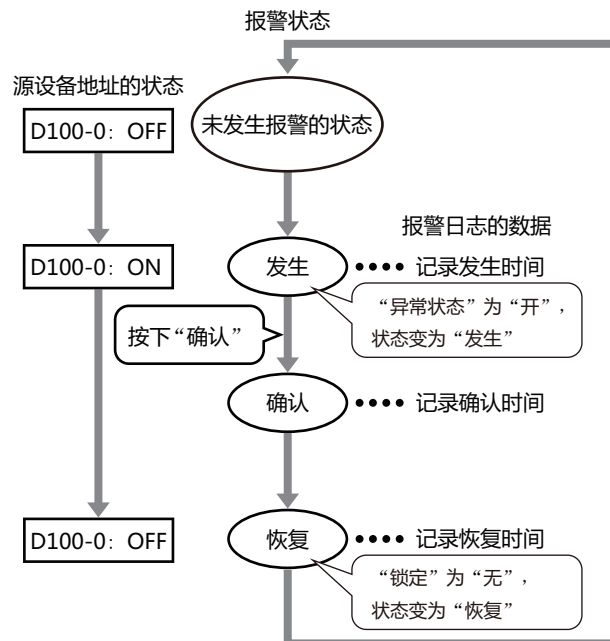 报警状态
源设备地址的状态
D100-0：OFF
未发生报警的状态
报警日志的数据
D100-0：ON
发生
•••• 记录发生时间
“异常状态”为“开”，
状态变为“发生”
按下“确认”
确认
•••• 记录确认时间
D100-0：OFF
恢复
•••• 记录恢复时间
“锁定”为“无”，
状态变为“恢复”